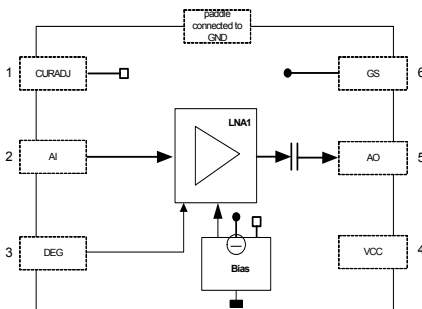 paddle
connected to
GND
1 CURADJ GS 6
LNA1
2 AI AO 5
3 DEG VCC 4
Bias